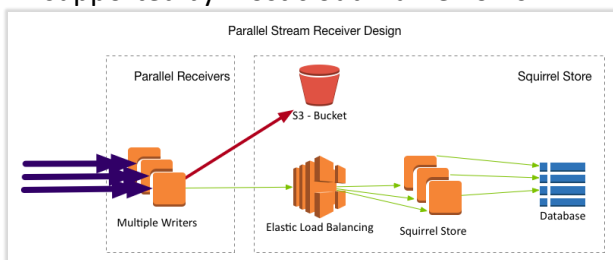 Parallel Stream Receiver Design
Parallel Receivers
Squirrel Store
S3 - Bucket
Multiple Writers
Elastic Load Balancing
Squirrel Store
Database